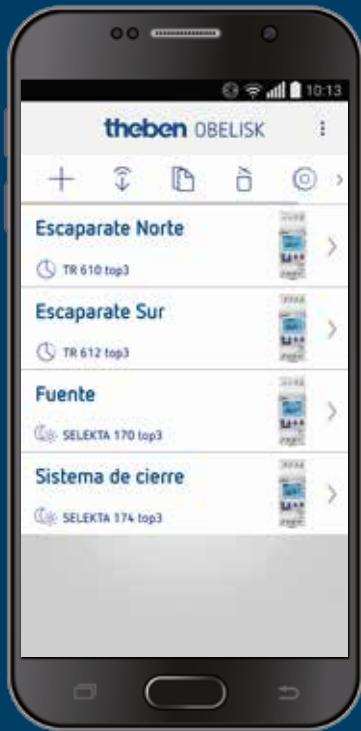 10:13
theben OBELISK
Escaparate Norte
TR 610 top3
Escaparate Sur
TR 612 top3
Fuente
SELEKTA 170 top3
Sistema de cierre
SELEKTA 174 top3